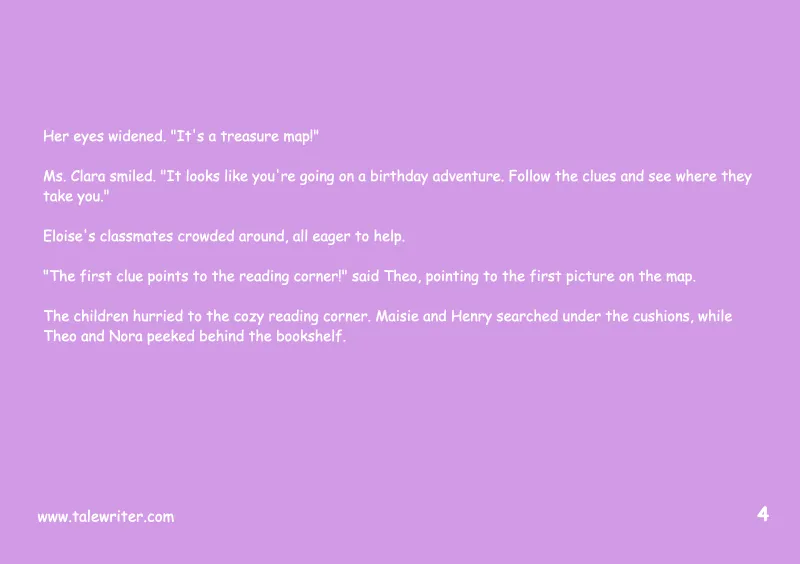 Her eyes widened. "It's a treasure map!"
Ms. Clara smiled. "It looks like you're going on a birthday adventure. Follow the clues and see where they
take you."
Eloise's classmates crowded around, all eager to help.
"The first clue points to the reading corner!" said Theo, pointing to the first picture on the map.
The children hurried to the cozy reading corner. Maisie and Henry searched under the cushions, while
Theo and Nora peeked behind the bookshelf.
www.talewriter.com
4